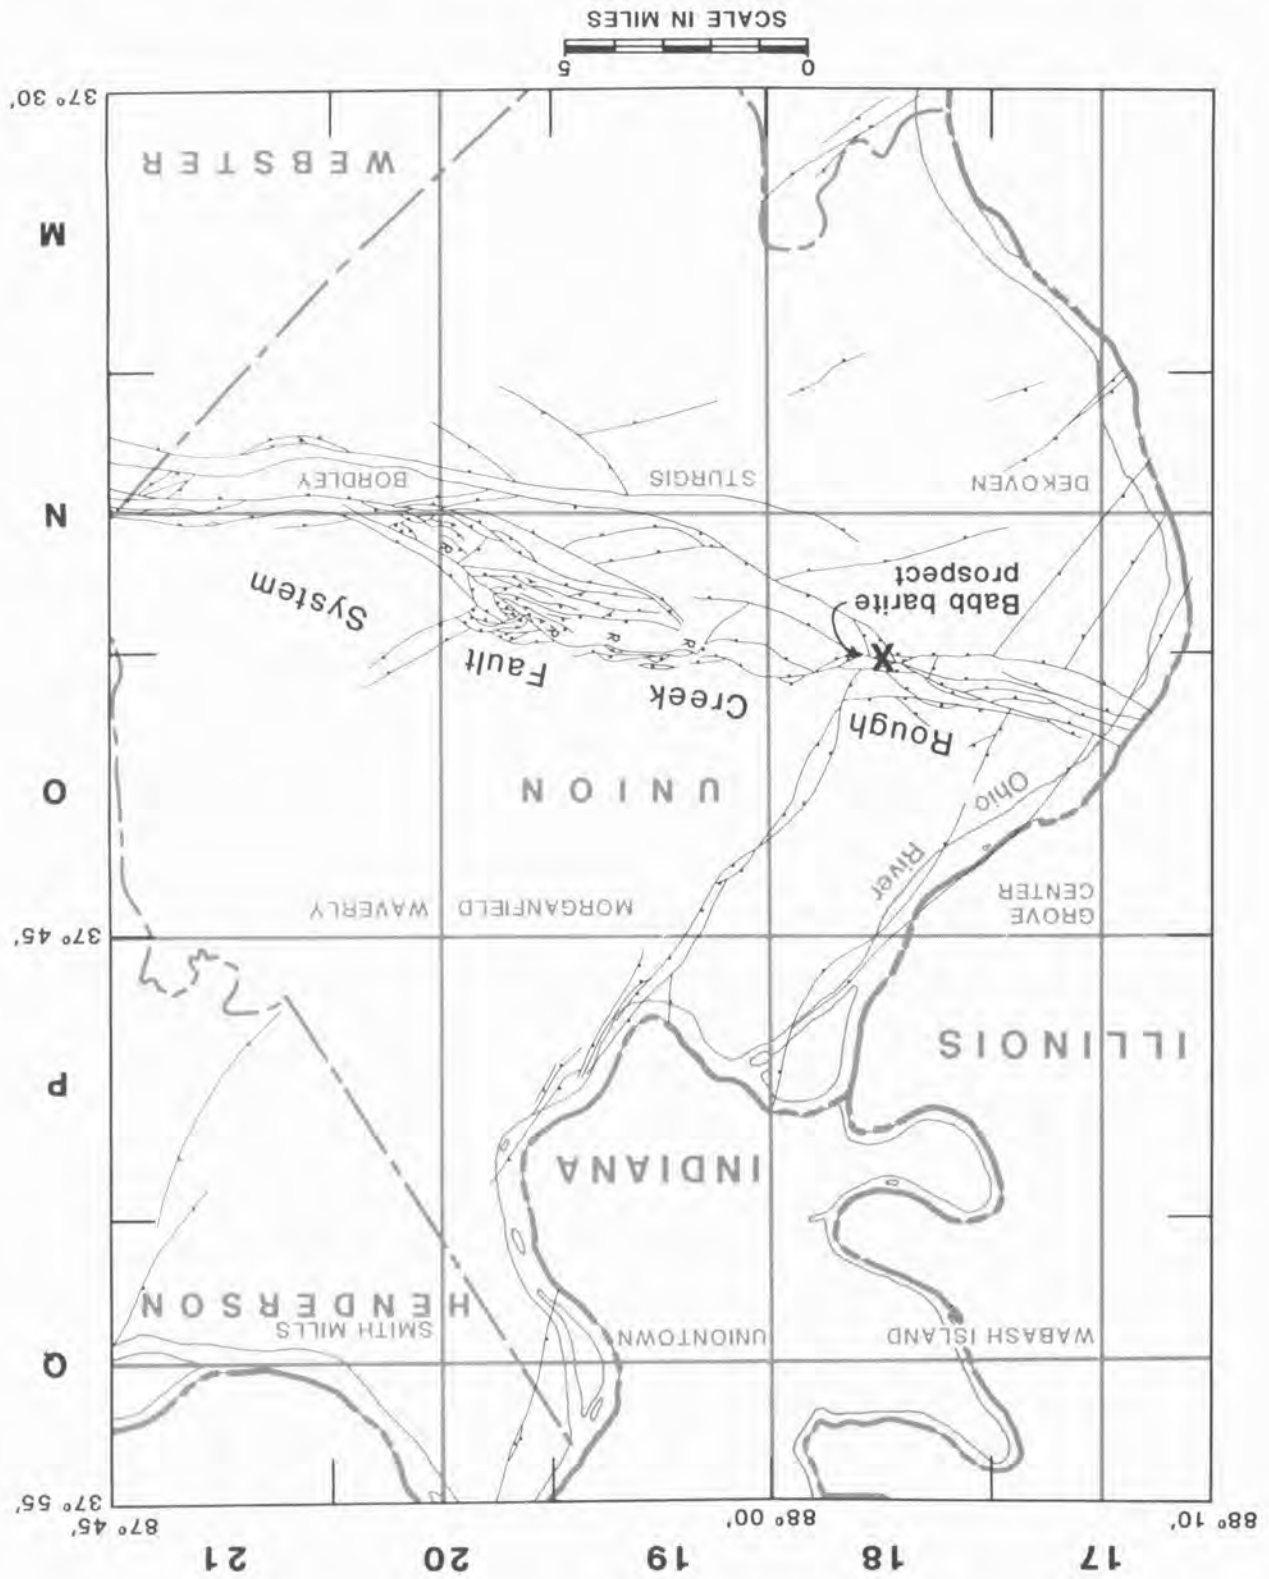 17
18
19
20
21
88° 10'
88° 00'
87° 45'
37° 55'
Q
WABASH ISLAND
UNIONTOWN
SMITH MILLS
HENDERSON
INDIANA
P
ILLINOIS
37° 45'
GROVE
CENTER
MORGANFIELD
WAVERLY
River
Ohio
O
UNION
Rough
Creek
Fault
System
X
Babb barite
prospect
R
R
R
R
N
DEKOVEN
STURGIS
BORDLEY
M
WEBSTER
37° 30'
0
5
SCALE IN MILES